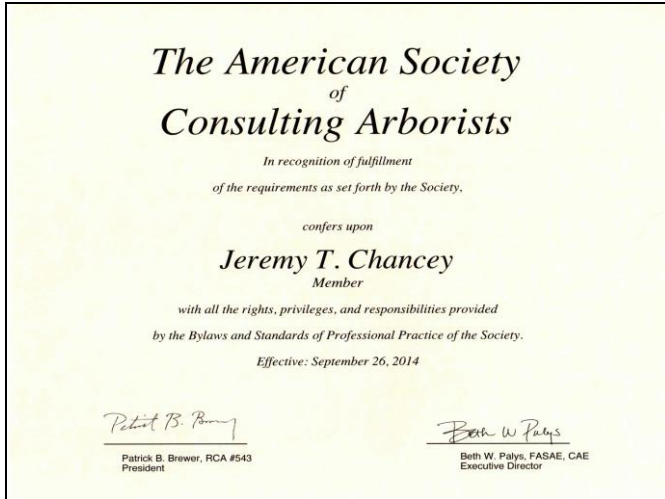 The American Society
of
Consulting Arborists
In recognition of fulfillment
of the requirements as set forth by the Society,
confers upon
Jeremy T. Chancey
Member
with all the rights, privileges, and responsibilities provided
by the Bylaws and Standards of Professional Practice of the Society.
Effective: September 26, 2014
Patrick B. Brewer, RCA #543
President
Beth W Palys
Beth W. Palys, FASAE, CAE
Executive Director